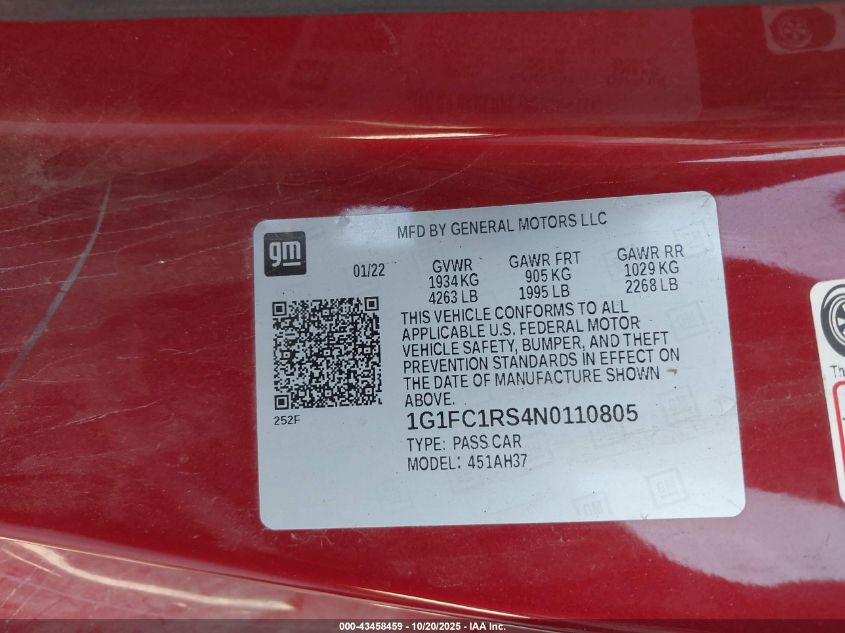 MFD BY GENERAL MOTORS LLC
gm
01/22
GVWR GAWR FRT GAWR RR
1934 KG 905 KG 1029 KG
4263 LB 1995 LB 2268 LB
THIS VEHICLE CONFORMS TO ALL
APPLICABLE U.S. FEDERAL MOTOR
VEHICLE SAFETY, BUMPER, AND THEFT
PREVENTION STANDARDS IN EFFECT ON
THE DATE OF MANUFACTURE SHOWN
ABOVE.
252F
1G1FC1RS4N0110805
TYPE: PASS CAR
MODEL: 451AH37
Th
000-43458459 - 10/20/2025 - IAA Inc.